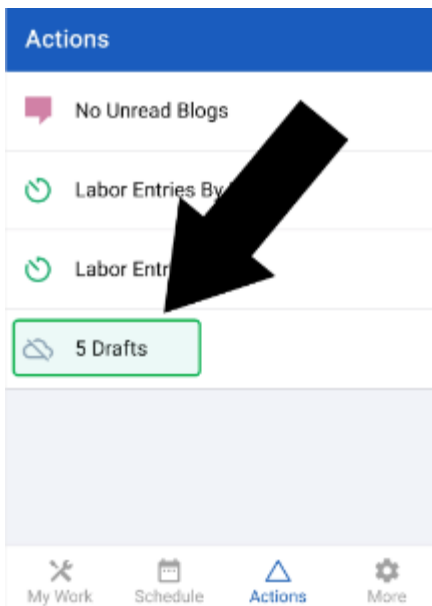 Actions
No Unread Blogs
Labor Entries By
Labor Entr
5 Drafts
My Work Schedule Actions More